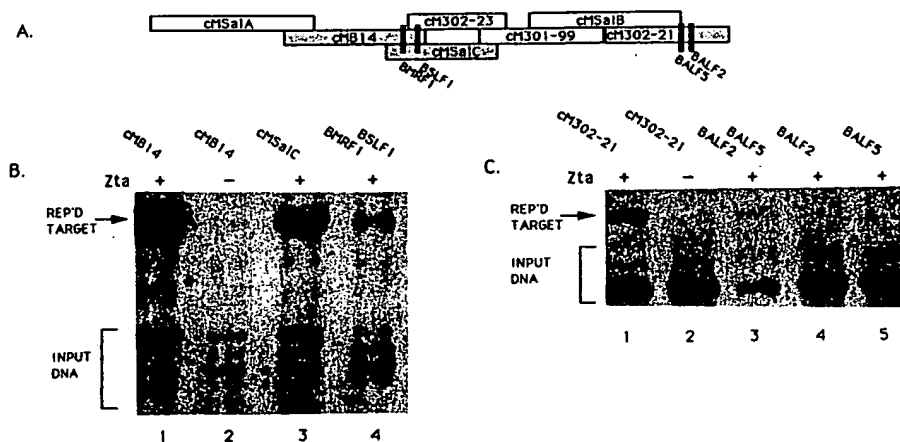 A.
cMSalA
cM302-23
cMSalB
cMB14
cM301-99
cM302-21
cMSalC
BMRF1
BSLF1
BALF5
BALF2
B.
cMB14
cMB14
cMSalC
BMRF1
BSLF1
Zta
+
-
+
+
REP'D
TARGET
INPUT
DNA
1
2
3
4
C.
cM302-21
cM302-21
BALF2
BALF5
BALF2
BALF5
Zta
+
-
+
+
+
REP'D
TARGET
INPUT
DNA
1
2
3
4
5